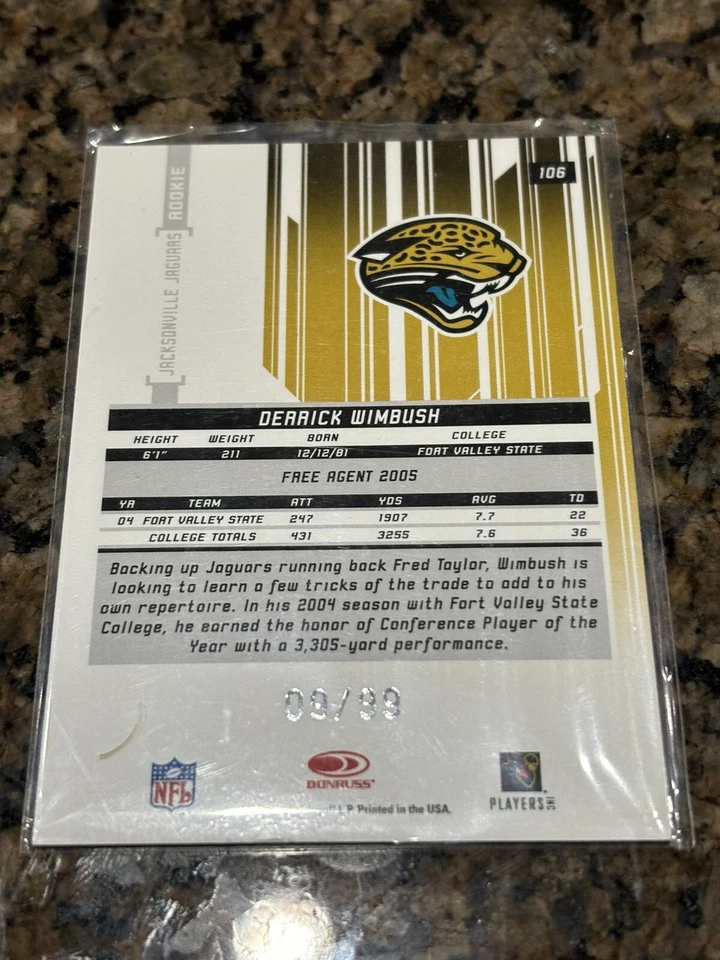 106
JACKSONVILLE JAGUARS ROOKIE
DERRICK WIMBUSH
HEIGHT WEIGHT BORN COLLEGE
6'1" 211 12/12/81 FORT VALLEY STATE
FREE AGENT 2005
YR TEAM ATT YDS AVG TD
04 FORT VALLEY STATE 247 1907 7.7 22
COLLEGE TOTALS 431 3255 7.6 36
Backing up Jaguars running back Fred Taylor, Wimbush is
looking to learn a few tricks of the trade to add to his
own repertoire. In his 2004 season with Fort Valley State
College, he earned the honor of Conference Player of the
Year with a 3,305-yard performance.
09/99
NFL
DONRUSS
PLAYERS INC
Printed in the USA.